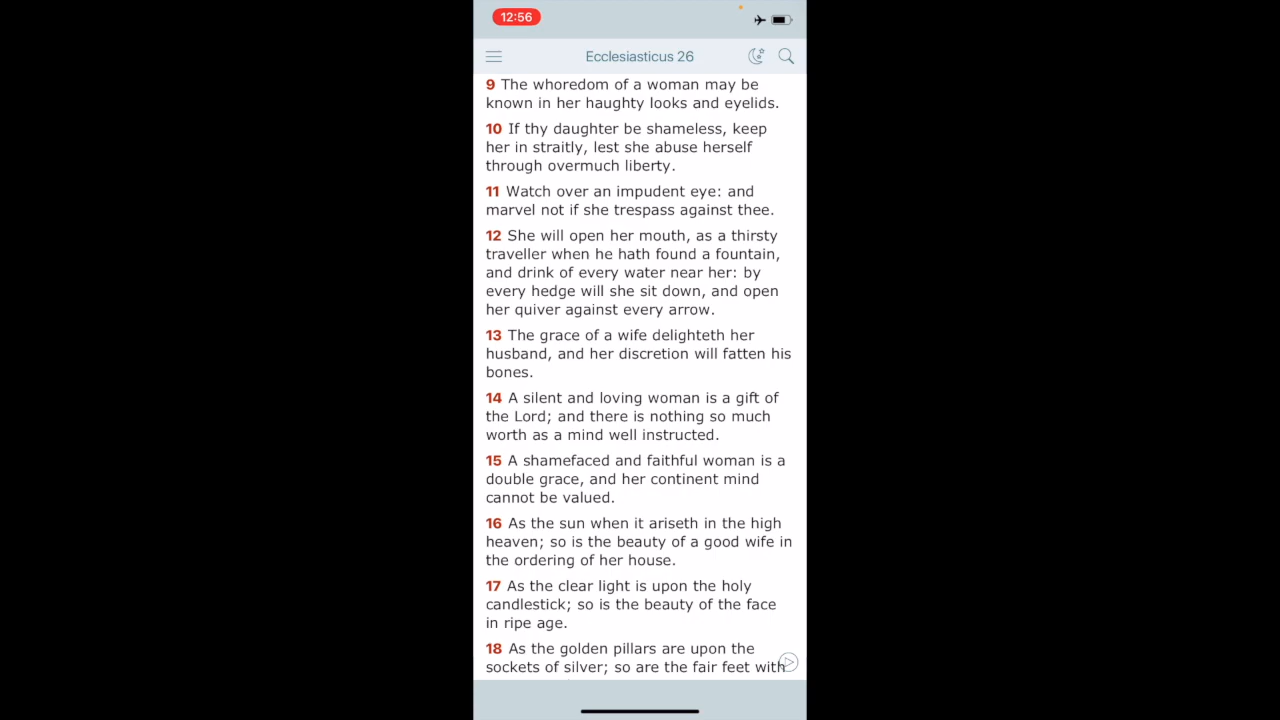 12:56
Ecclesiasticus 26
9 The whoredom of a woman may be
known in her haughty looks and eyelids.
10 If thy daughter be shameless, keep
her in straitly, lest she abuse herself
through overmuch liberty.
11 Watch over an impudent eye: and
marvel not if she trespass against thee.
12 She will open her mouth, as a thirsty
traveller when he hath found a fountain,
and drink of every water near her: by
every hedge will she sit down, and open
her quiver against every arrow.
13 The grace of a wife delighteth her
husband, and her discretion will fatten his
bones.
14 A silent and loving woman is a gift of
the Lord; and there is nothing so much
worth as a mind well instructed.
15 A shamefaced and faithful woman is a
double grace, and her continent mind
cannot be valued.
16 As the sun when it ariseth in the high
heaven; so is the beauty of a good wife in
the ordering of her house.
17 As the clear light is upon the holy
candlestick; so is the beauty of the face
in ripe age.
18 As the golden pillars are upon the
sockets of silver; so are the fair feet with